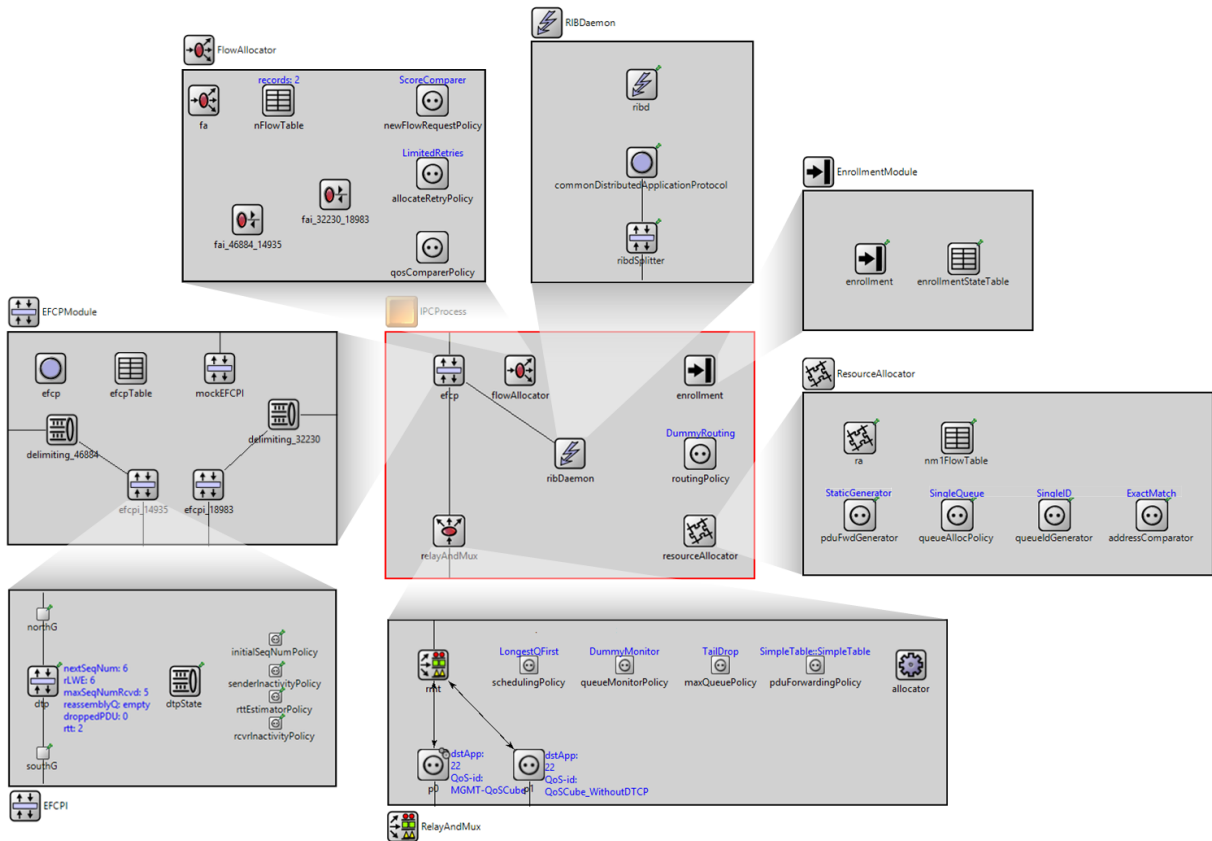 FlowAllocator
records: 2
ScoreComparer
fa
nFlowTable
newFlowRequestPolicy
LimitedRetries
allocateRetryPolicy
fai_32230_18983
fai_46884_14935
qosComparerPolicy
RIBDaemon
ribd
commonDistributedApplicationProtocol
ribdSplitter
EnrollmentModule
enrollment
enrollmentStateTable
EFCPModule
efcp
efcpTable
mockEFCPI
delimiting_32230
delimiting_46884
efcpi_14935
efcpi_18983
IPCProcess
efcp
flowAllocator
enrollment
DummyRouting
routingPolicy
ribDaemon
relayAndMux
resourceAllocator
ResourceAllocator
ra
nm1FlowTable
StaticGenerator
SingleQueue
SingleID
ExactMatch
pduFwdGenerator
queueAllocPolicy
queueIdGenerator
addressComparator
northG
initialSeqNumPolicy
nextSeqNum: 6
rLWE: 6
maxSeqNumRcvd: 5
reassemblyQ: empty
droppedPDU: 0
rtt: 2
dtp
dtpState
senderInactivityPolicy
rttEstimatorPolicy
rcvrInactivityPolicy
southG
EFCPI
LongestQFirst
DummyMonitor
TailDrop
SimpleTable::SimpleTable
rmt
schedulingPolicy
queueMonitorPolicy
maxQueuePolicy
pduForwardingPolicy
allocator
dstApp:
22
QoS-id:
MGMT-QoSCube
p0
dstApp:
22
QoS-id:
QoSCube_WithoutDTCP
p1
RelayAndMux